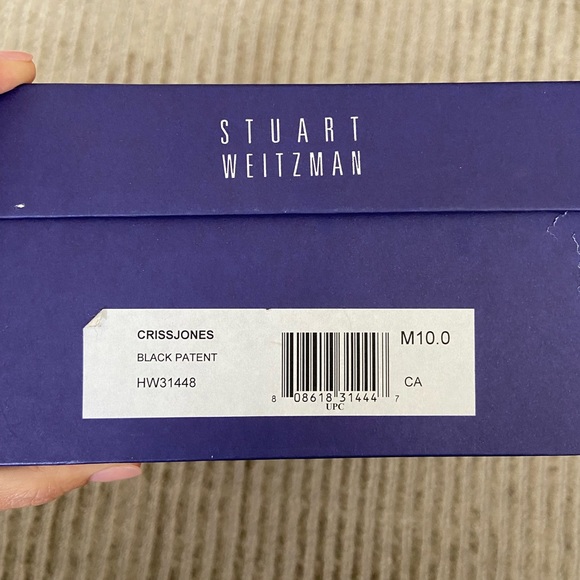 STUART
WEITZMAN
CRISSJONES
BLACK PATENT
HW31448
M10.0
CA
8 08618 31444 7
UPC